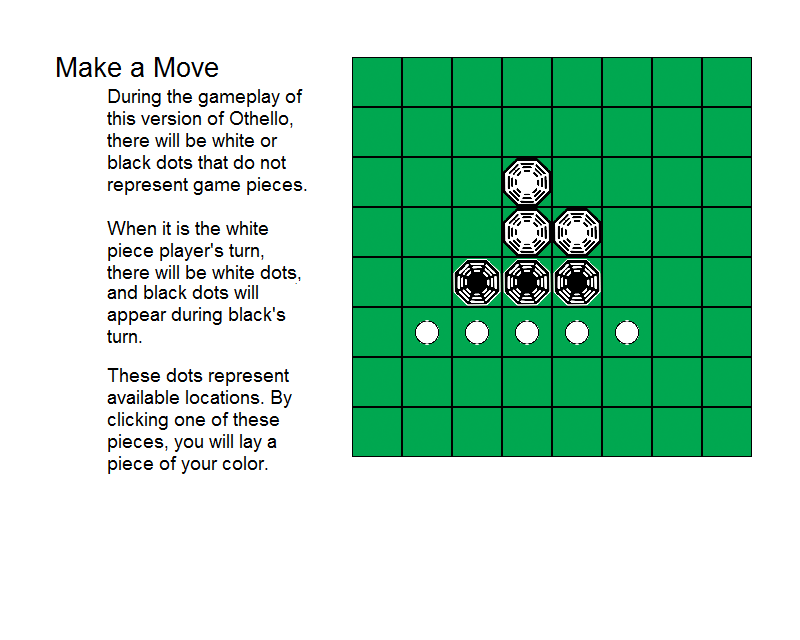 Make a Move
During the gameplay of
this version of Othello,
there will be white or
black dots that do not
represent game pieces.
When it is the white
piece player's turn,
there will be white dots,
and black dots will
appear during black's
turn.
These dots represent
available locations. By
clicking one of these
pieces, you will lay a
piece of your color.